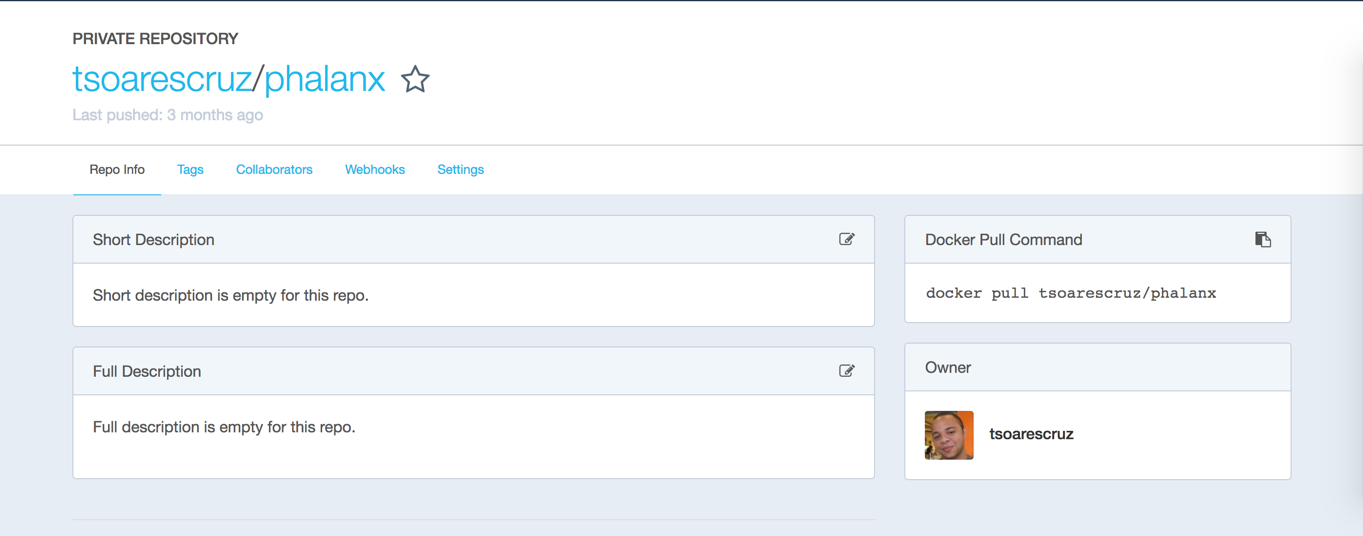 PRIVATE REPOSITORY
tsoarescruz/phalanx
Last pushed: 3 months ago
Repo Info Tags Collaborators Webhooks Settings
Short Description
Short description is empty for this repo.
Full Description
Full description is empty for this repo.
Docker Pull Command
docker pull tsoarescruz/phalanx
Owner
tsoarescruz